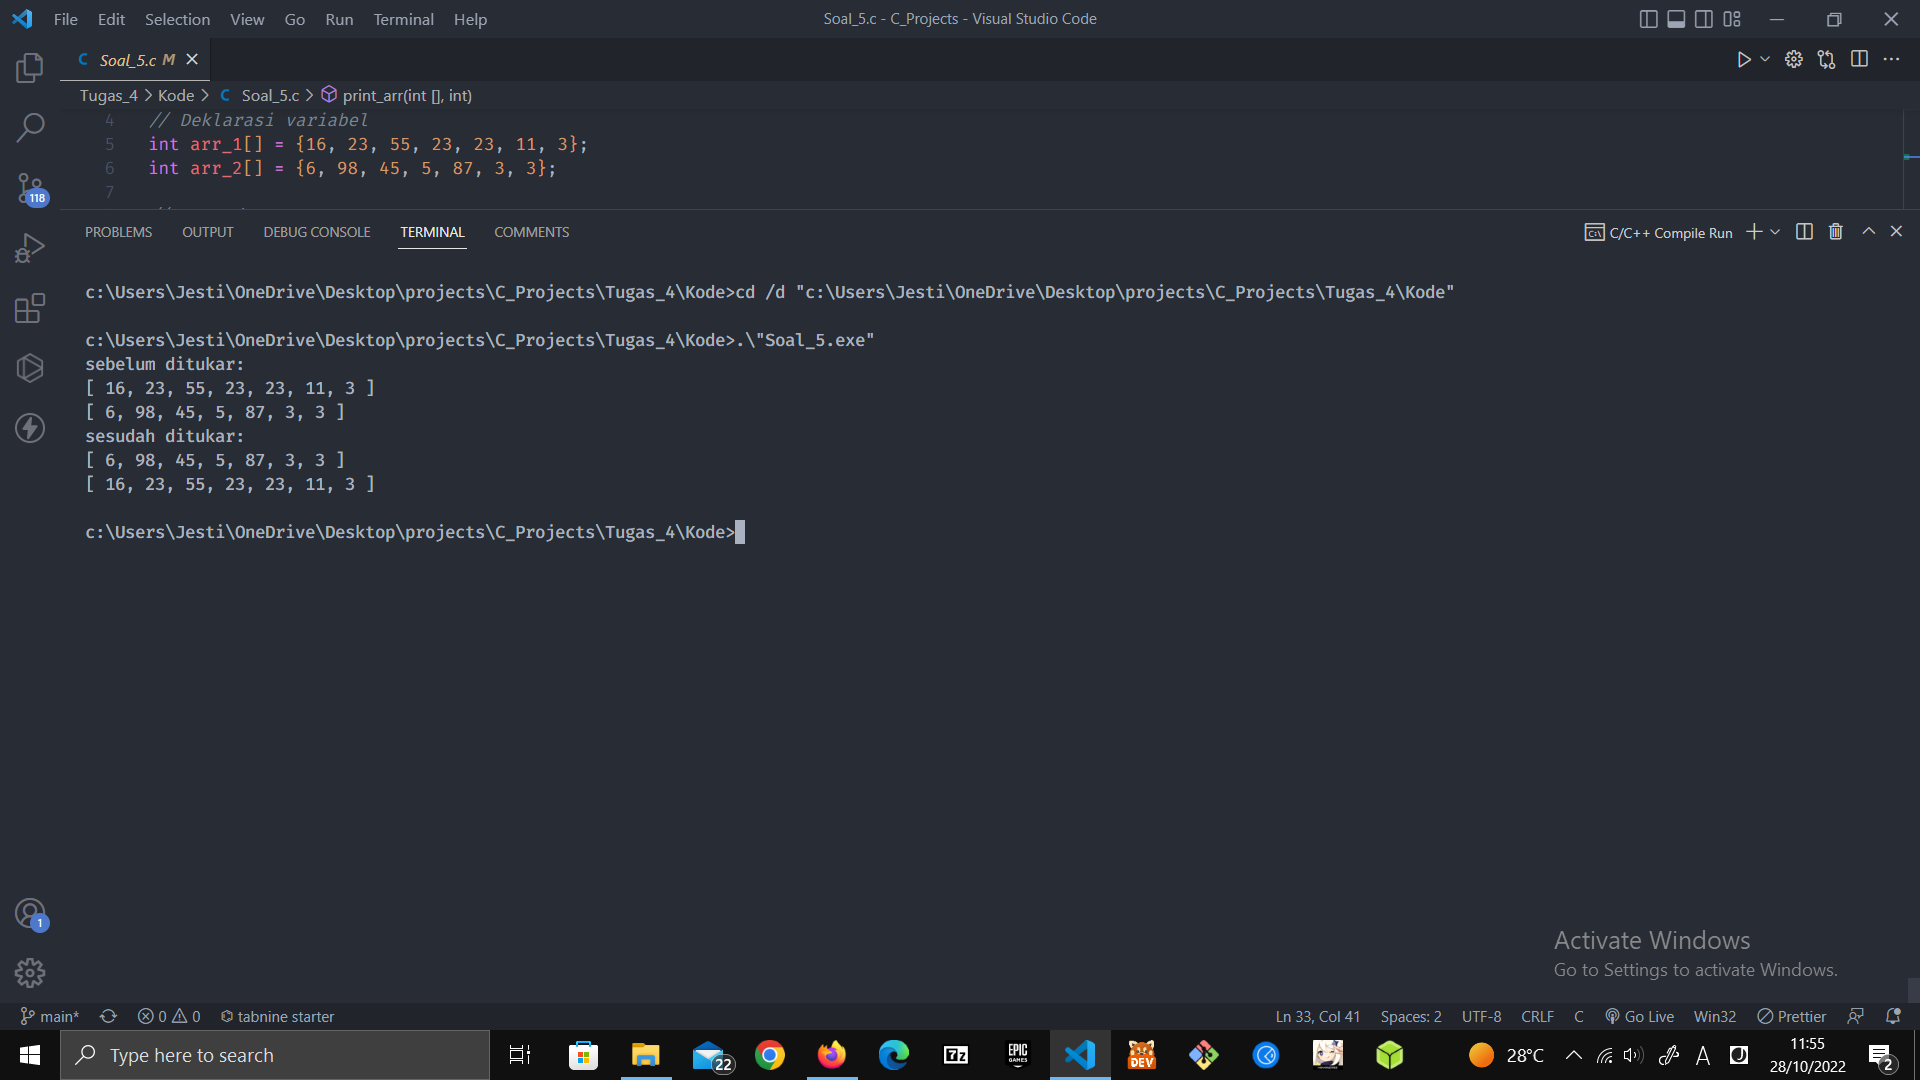 File Edit Selection View Go Run Terminal Help
Soal_5.c - C_Projects - Visual Studio Code
C Soal_5.c M
Tugas_4 > Kode > C Soal_5.c > print_arr(int [], int)
4 // Deklarasi variabel
5 int arr_1[] = {16, 23, 55, 23, 23, 11, 3};
6 int arr_2[] = {6, 98, 45, 5, 87, 3, 3};
7
118
PROBLEMS OUTPUT DEBUG CONSOLE TERMINAL COMMENTS
C/C++ Compile Run
c:\Users\Jesti\OneDrive\Desktop\projects\C_Projects\Tugas_4\Kode>cd /d "c:\Users\Jesti\OneDrive\Desktop\projects\C_Projects\Tugas_4\Kode"
c:\Users\Jesti\OneDrive\Desktop\projects\C_Projects\Tugas_4\Kode>.\"Soal_5.exe"
sebelum ditukar:
[ 16, 23, 55, 23, 23, 11, 3 ]
[ 6, 98, 45, 5, 87, 3, 3 ]
sesudah ditukar:
[ 6, 98, 45, 5, 87, 3, 3 ]
[ 16, 23, 55, 23, 23, 11, 3 ]
c:\Users\Jesti\OneDrive\Desktop\projects\C_Projects\Tugas_4\Kode>
1
Activate Windows
Go to Settings to activate Windows.
main* 0 0 tabnine starter
Ln 33, Col 41 Spaces: 2 UTF-8 CRLF C Go Live Win32 Prettier
Type here to search
22
7z
EPIC GAMES
DEV
28°C
A
11:55
28/10/2022
2